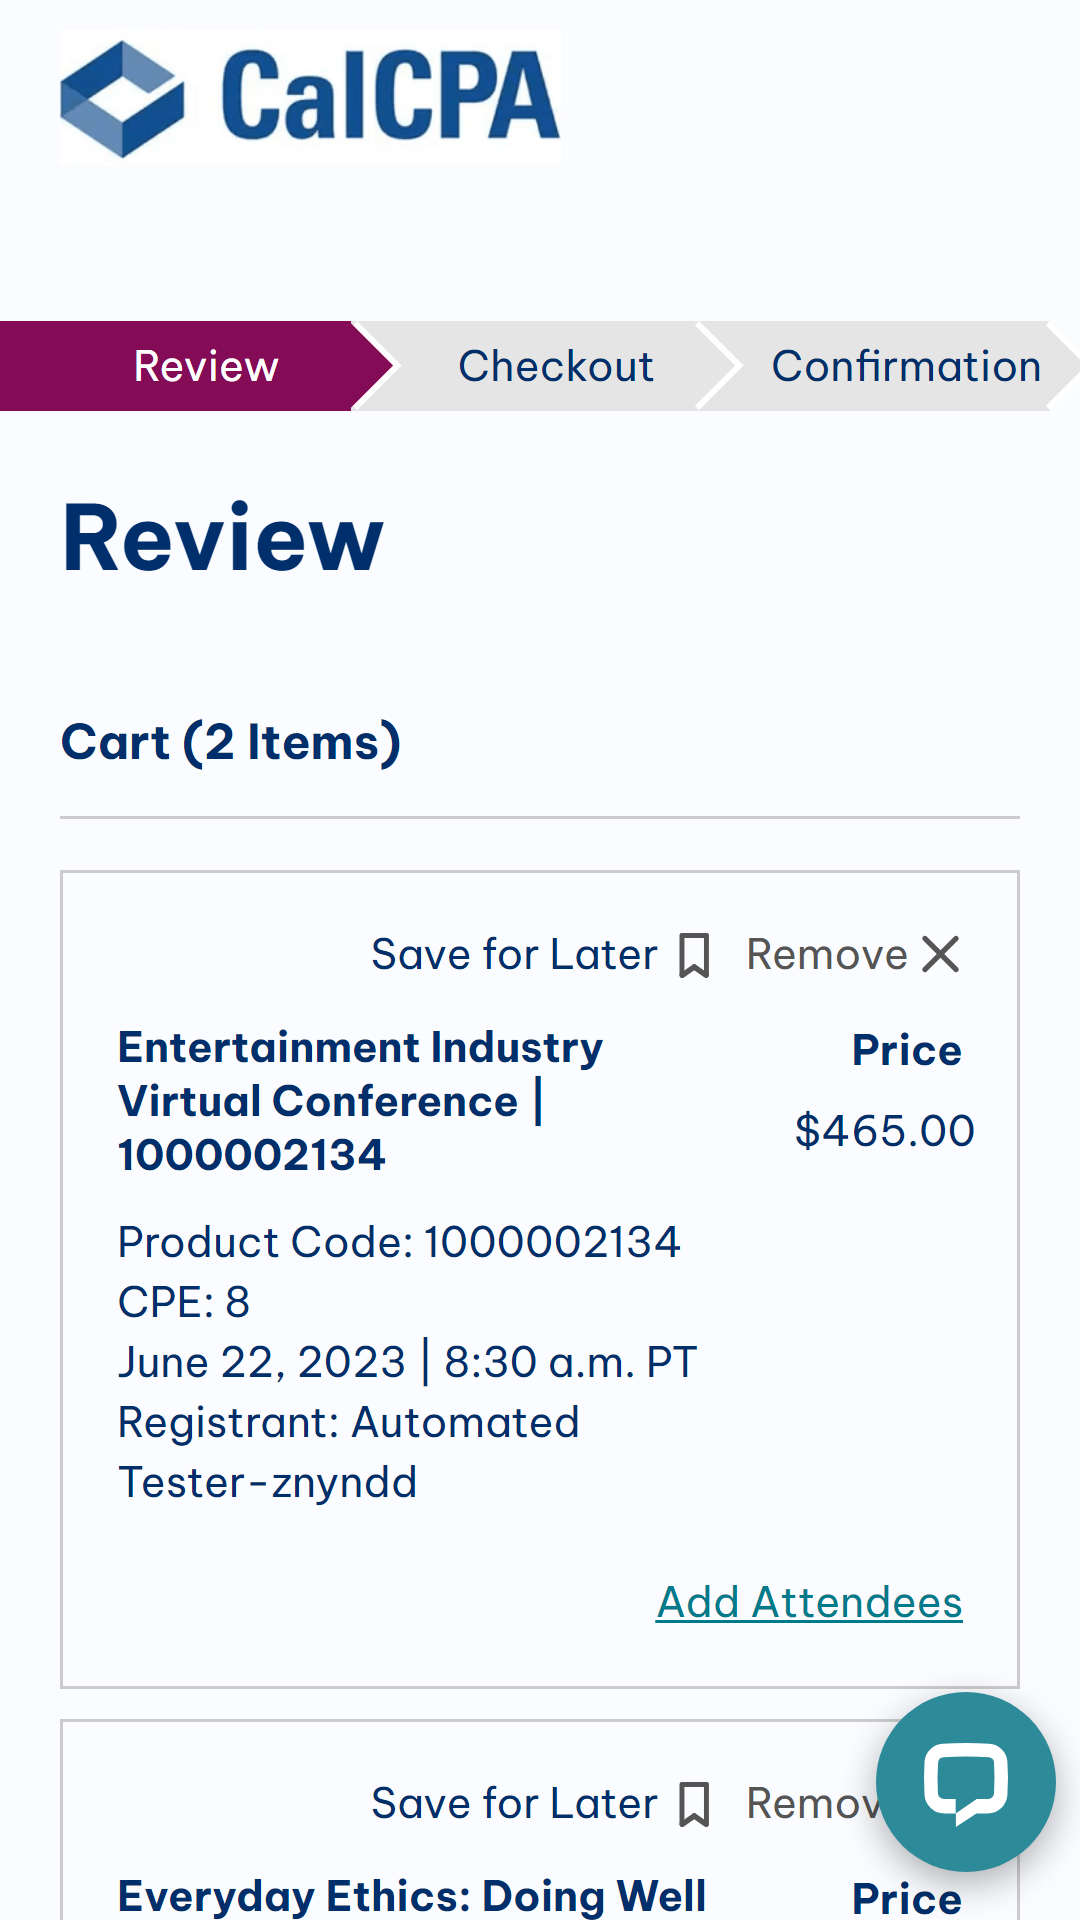 CalCPA
Review
Checkout
Confirmation
Review
Cart (2 Items)
Save for Later
Remove
Entertainment Industry
Virtual Conference |
1000002134
Price
$465.00
Product Code: 1000002134
CPE: 8
June 22, 2023 | 8:30 a.m. PT
Registrant: Automated
Tester-znyndd
Add Attendees
Save for Later
Remov
Everyday Ethics: Doing Well
Price